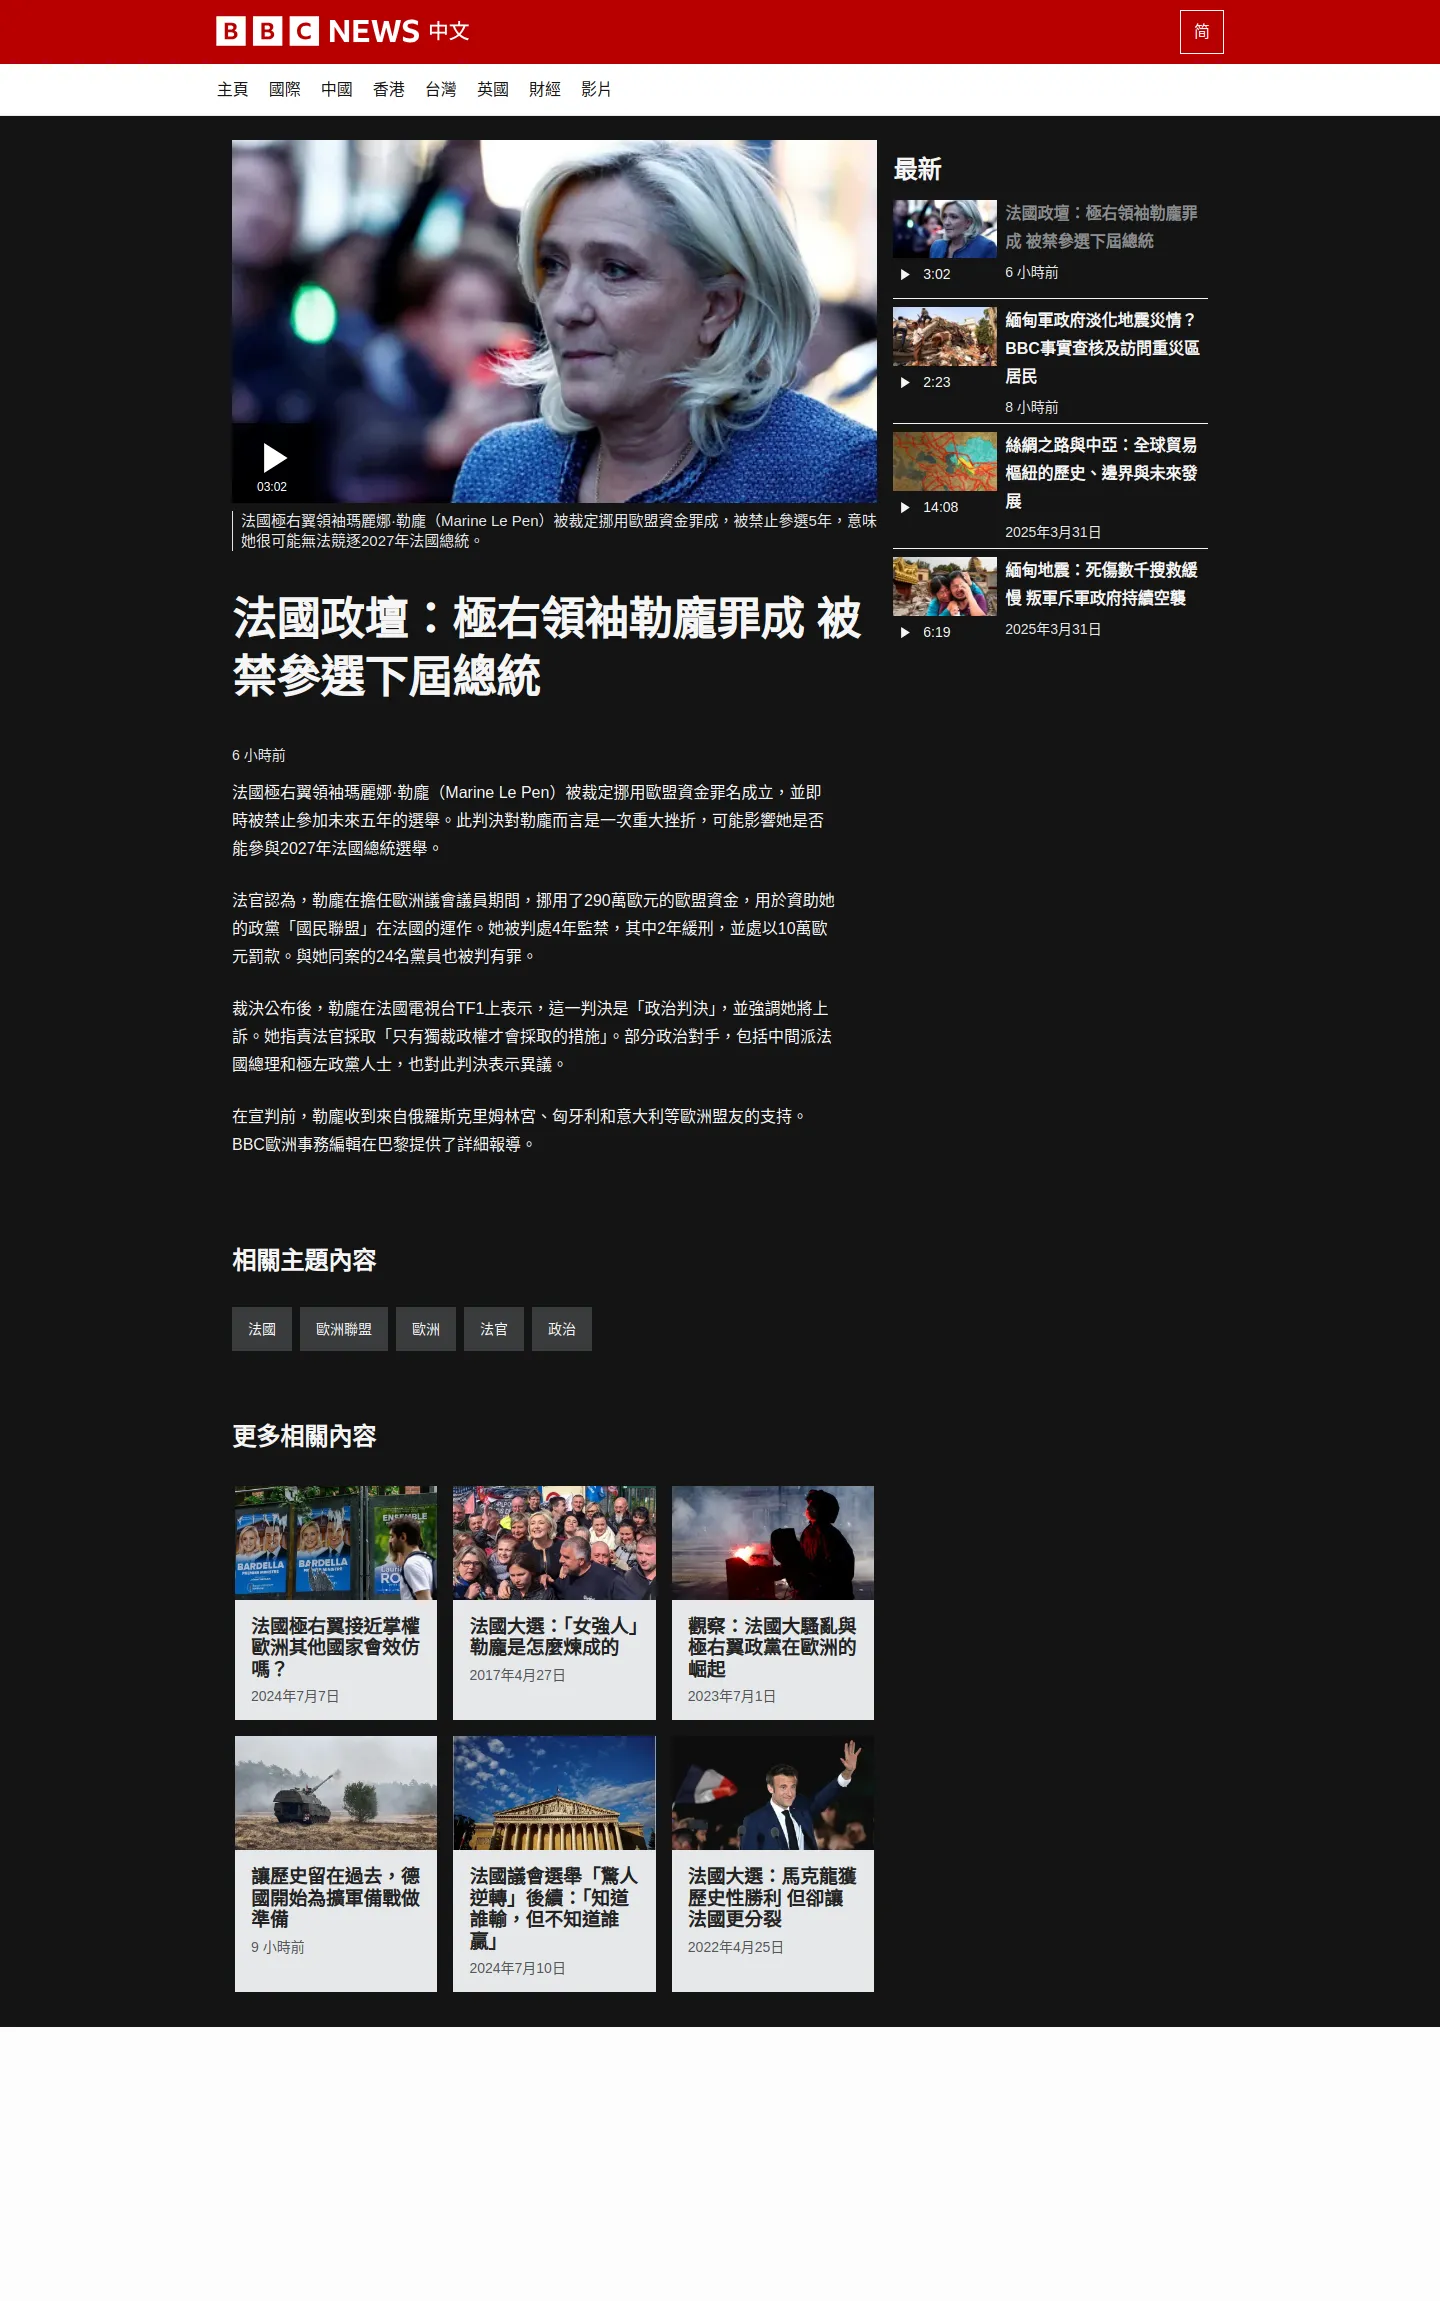 BBC NEWS 中文
简
主頁 國際 中國 香港 台灣 英國 財經 影片
03:02
法國極右翼領袖瑪麗娜·勒龐（Marine Le Pen）被裁定挪用歐盟資金罪成，被禁止參選5年，意味
她很可能無法競逐2027年法國總統。
法國政壇：極右領袖勒龐罪成 被
禁參選下屆總統
6 小時前
法國極右翼領袖瑪麗娜·勒龐（Marine Le Pen）被裁定挪用歐盟資金罪名成立，並即
時被禁止參加未來五年的選舉。此判決對勒龐而言是一次重大挫折，可能影響她是否
能參與2027年法國總統選舉。
法官認為，勒龐在擔任歐洲議會議員期間，挪用了290萬歐元的歐盟資金，用於資助她
的政黨「國民聯盟」在法國的運作。她被判處4年監禁，其中2年緩刑，並處以10萬歐
元罰款。與她同案的24名黨員也被判有罪。
裁決公布後，勒龐在法國電視台TF1上表示，這一判決是「政治判決」，並強調她將上
訴。她指責法官採取「只有獨裁政權才會採取的措施」。部分政治對手，包括中間派法
國總理和極左政黨人士，也對此判決表示異議。
在宣判前，勒龐收到來自俄羅斯克里姆林宮、匈牙利和意大利等歐洲盟友的支持。
BBC歐洲事務編輯在巴黎提供了詳細報導。
最新
法國政壇：極右領袖勒龐罪
成 被禁參選下屆總統
3:02
6 小時前
緬甸軍政府淡化地震災情？
BBC事實查核及訪問重災區
居民
2:23
8 小時前
絲綢之路與中亞：全球貿易
樞紐的歷史、邊界與未來發
展
14:08
2025年3月31日
緬甸地震：死傷數千搜救緩
慢 叛軍斥軍政府持續空襲
6:19
2025年3月31日
相關主題內容
法國 歐洲聯盟 歐洲 法官 政治
更多相關內容
BARDELLA
BARDELLA
ENSEMBLE
法國極右翼接近掌權
歐洲其他國家會效仿
嗎？
2024年7月7日
法國大選：「女強人」
勒龐是怎麼煉成的
2017年4月27日
觀察：法國大騷亂與
極右翼政黨在歐洲的
崛起
2023年7月1日
讓歷史留在過去，德
國開始為擴軍備戰做
準備
9 小時前
法國議會選舉「驚人
逆轉」後續：「知道
誰輸，但不知道誰
贏」
2024年7月10日
法國大選：馬克龍獲
歷史性勝利 但卻讓
法國更分裂
2022年4月25日